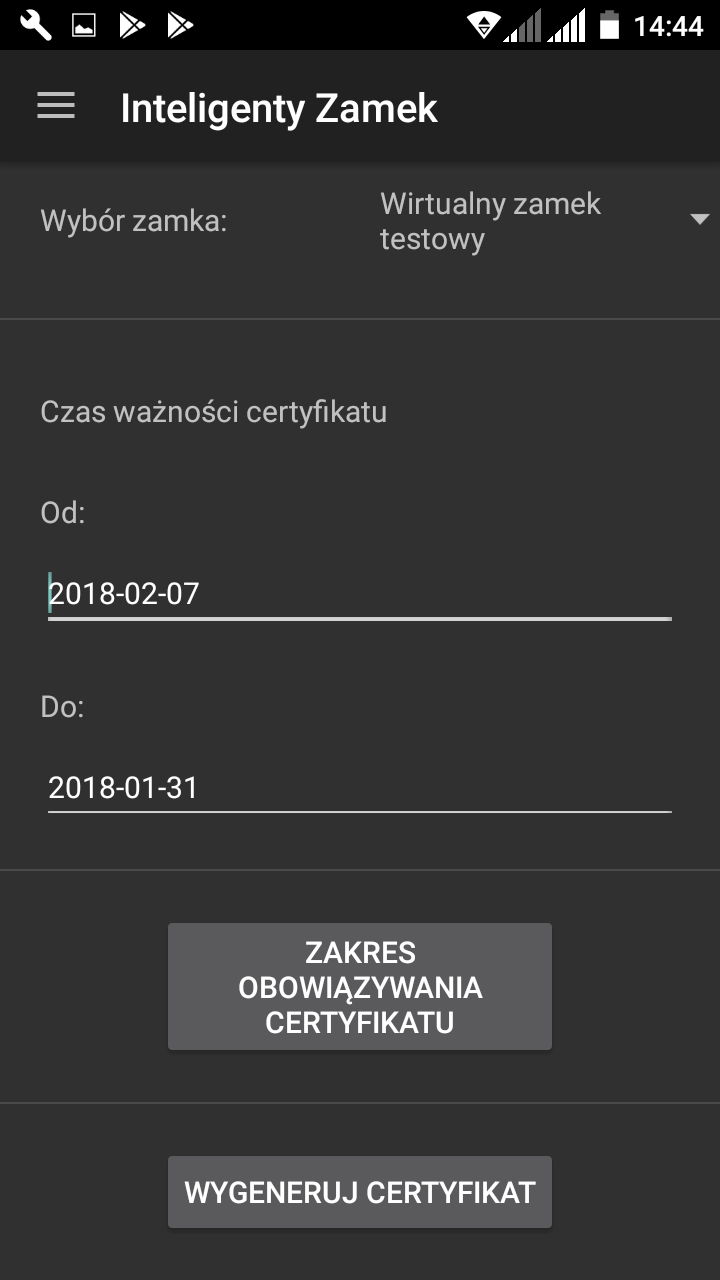 14:44
Inteligenty Zamek
Wybór zamka:
Wirtualny zamek
testowy
Czas ważności certyfikatu
Od:
2018-02-07
Do:
2018-01-31
ZAKRES
OBOWIĄZYWANIA
CERTYFIKATU
WYGENERUJ CERTYFIKAT